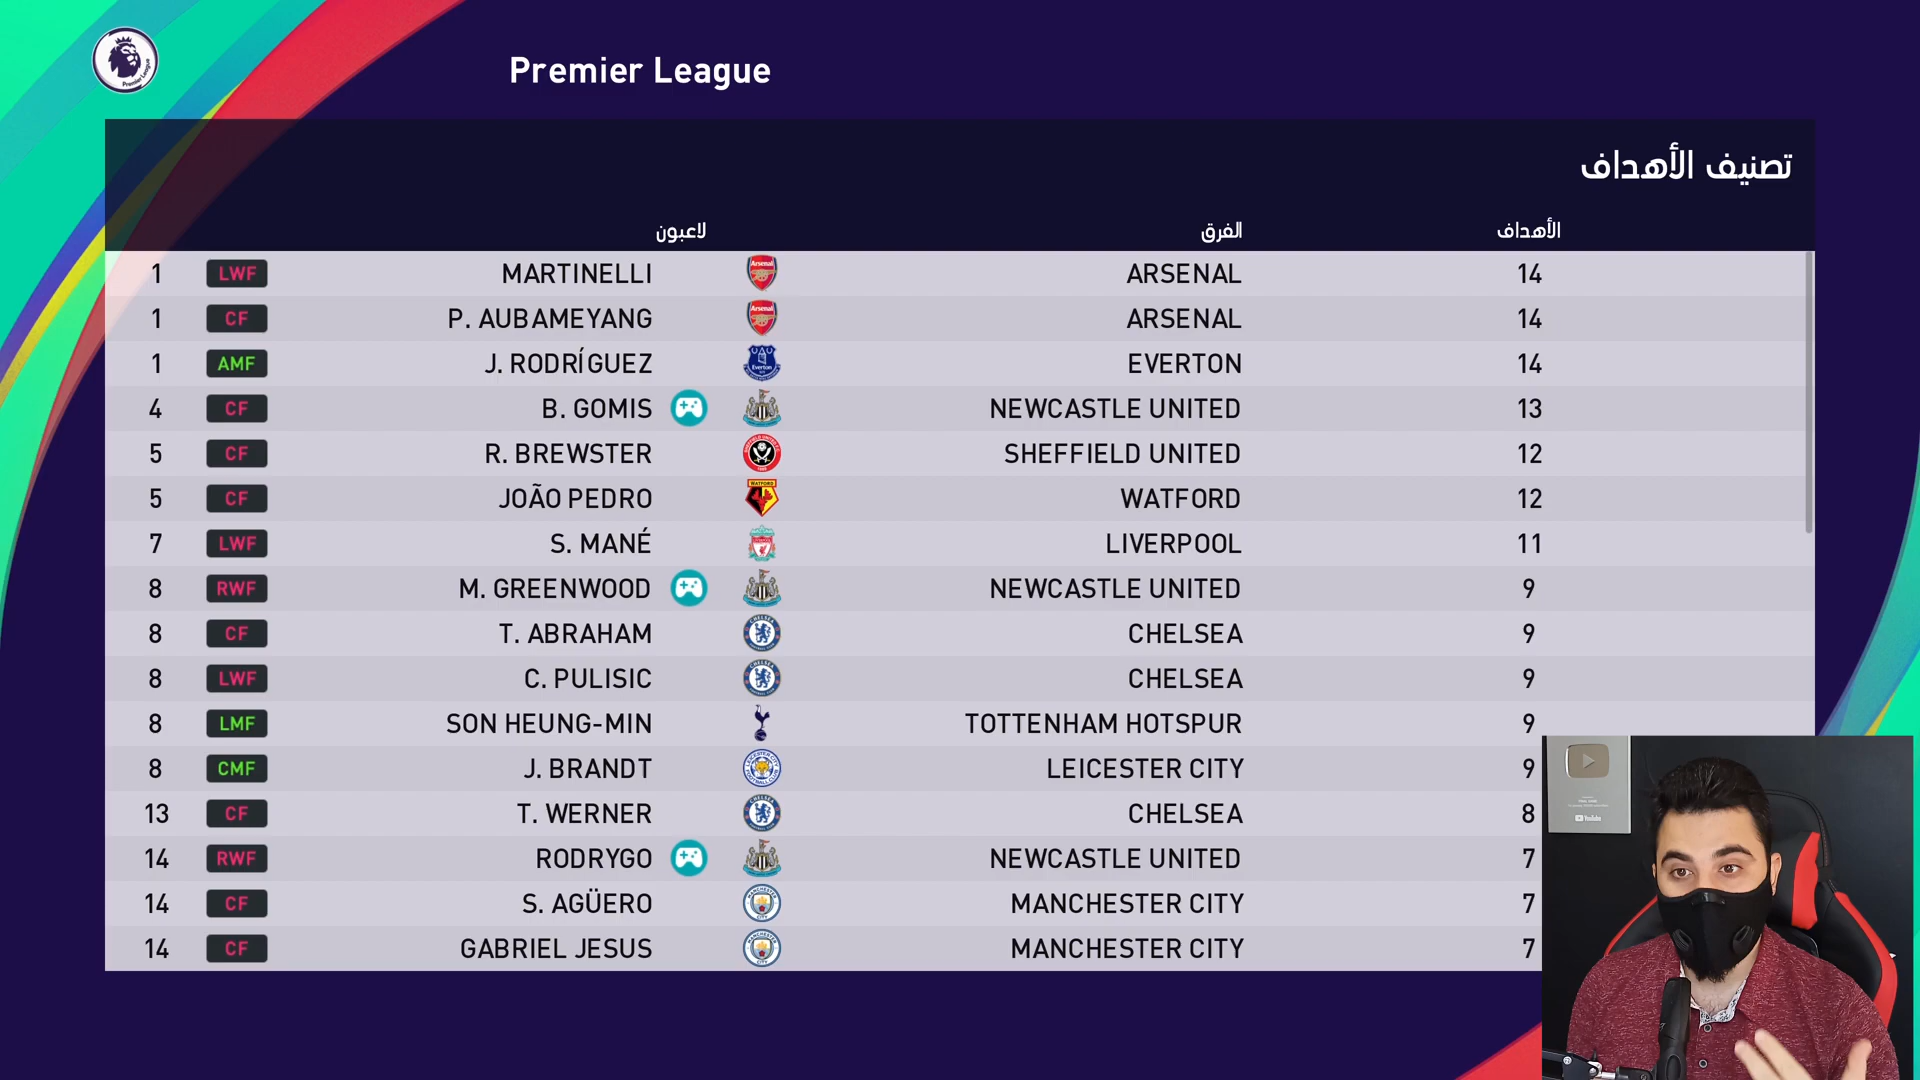 Premier League
تصنيف الأهداف
لاعبون الفرق الأهداف
1 LWF MARTINELLI ARSENAL 14
1 CF P. AUBAMEYANG ARSENAL 14
1 AMF J. RODRÍGUEZ EVERTON 14
4 CF B. GOMIS NEWCASTLE UNITED 13
5 CF R. BREWSTER SHEFFIELD UNITED 12
5 CF JOÃO PEDRO WATFORD 12
7 LWF S. MANÉ LIVERPOOL 11
8 RWF M. GREENWOOD NEWCASTLE UNITED 9
8 CF T. ABRAHAM CHELSEA 9
8 LWF C. PULISIC CHELSEA 9
8 LMF SON HEUNG-MIN TOTTENHAM HOTSPUR 9
8 CMF J. BRANDT LEICESTER CITY 9
13 CF T. WERNER CHELSEA 8
14 RWF RODRYGO NEWCASTLE UNITED 7
14 CF S. AGÜERO MANCHESTER CITY 7
14 CF GABRIEL JESUS MANCHESTER CITY 7
YouTube